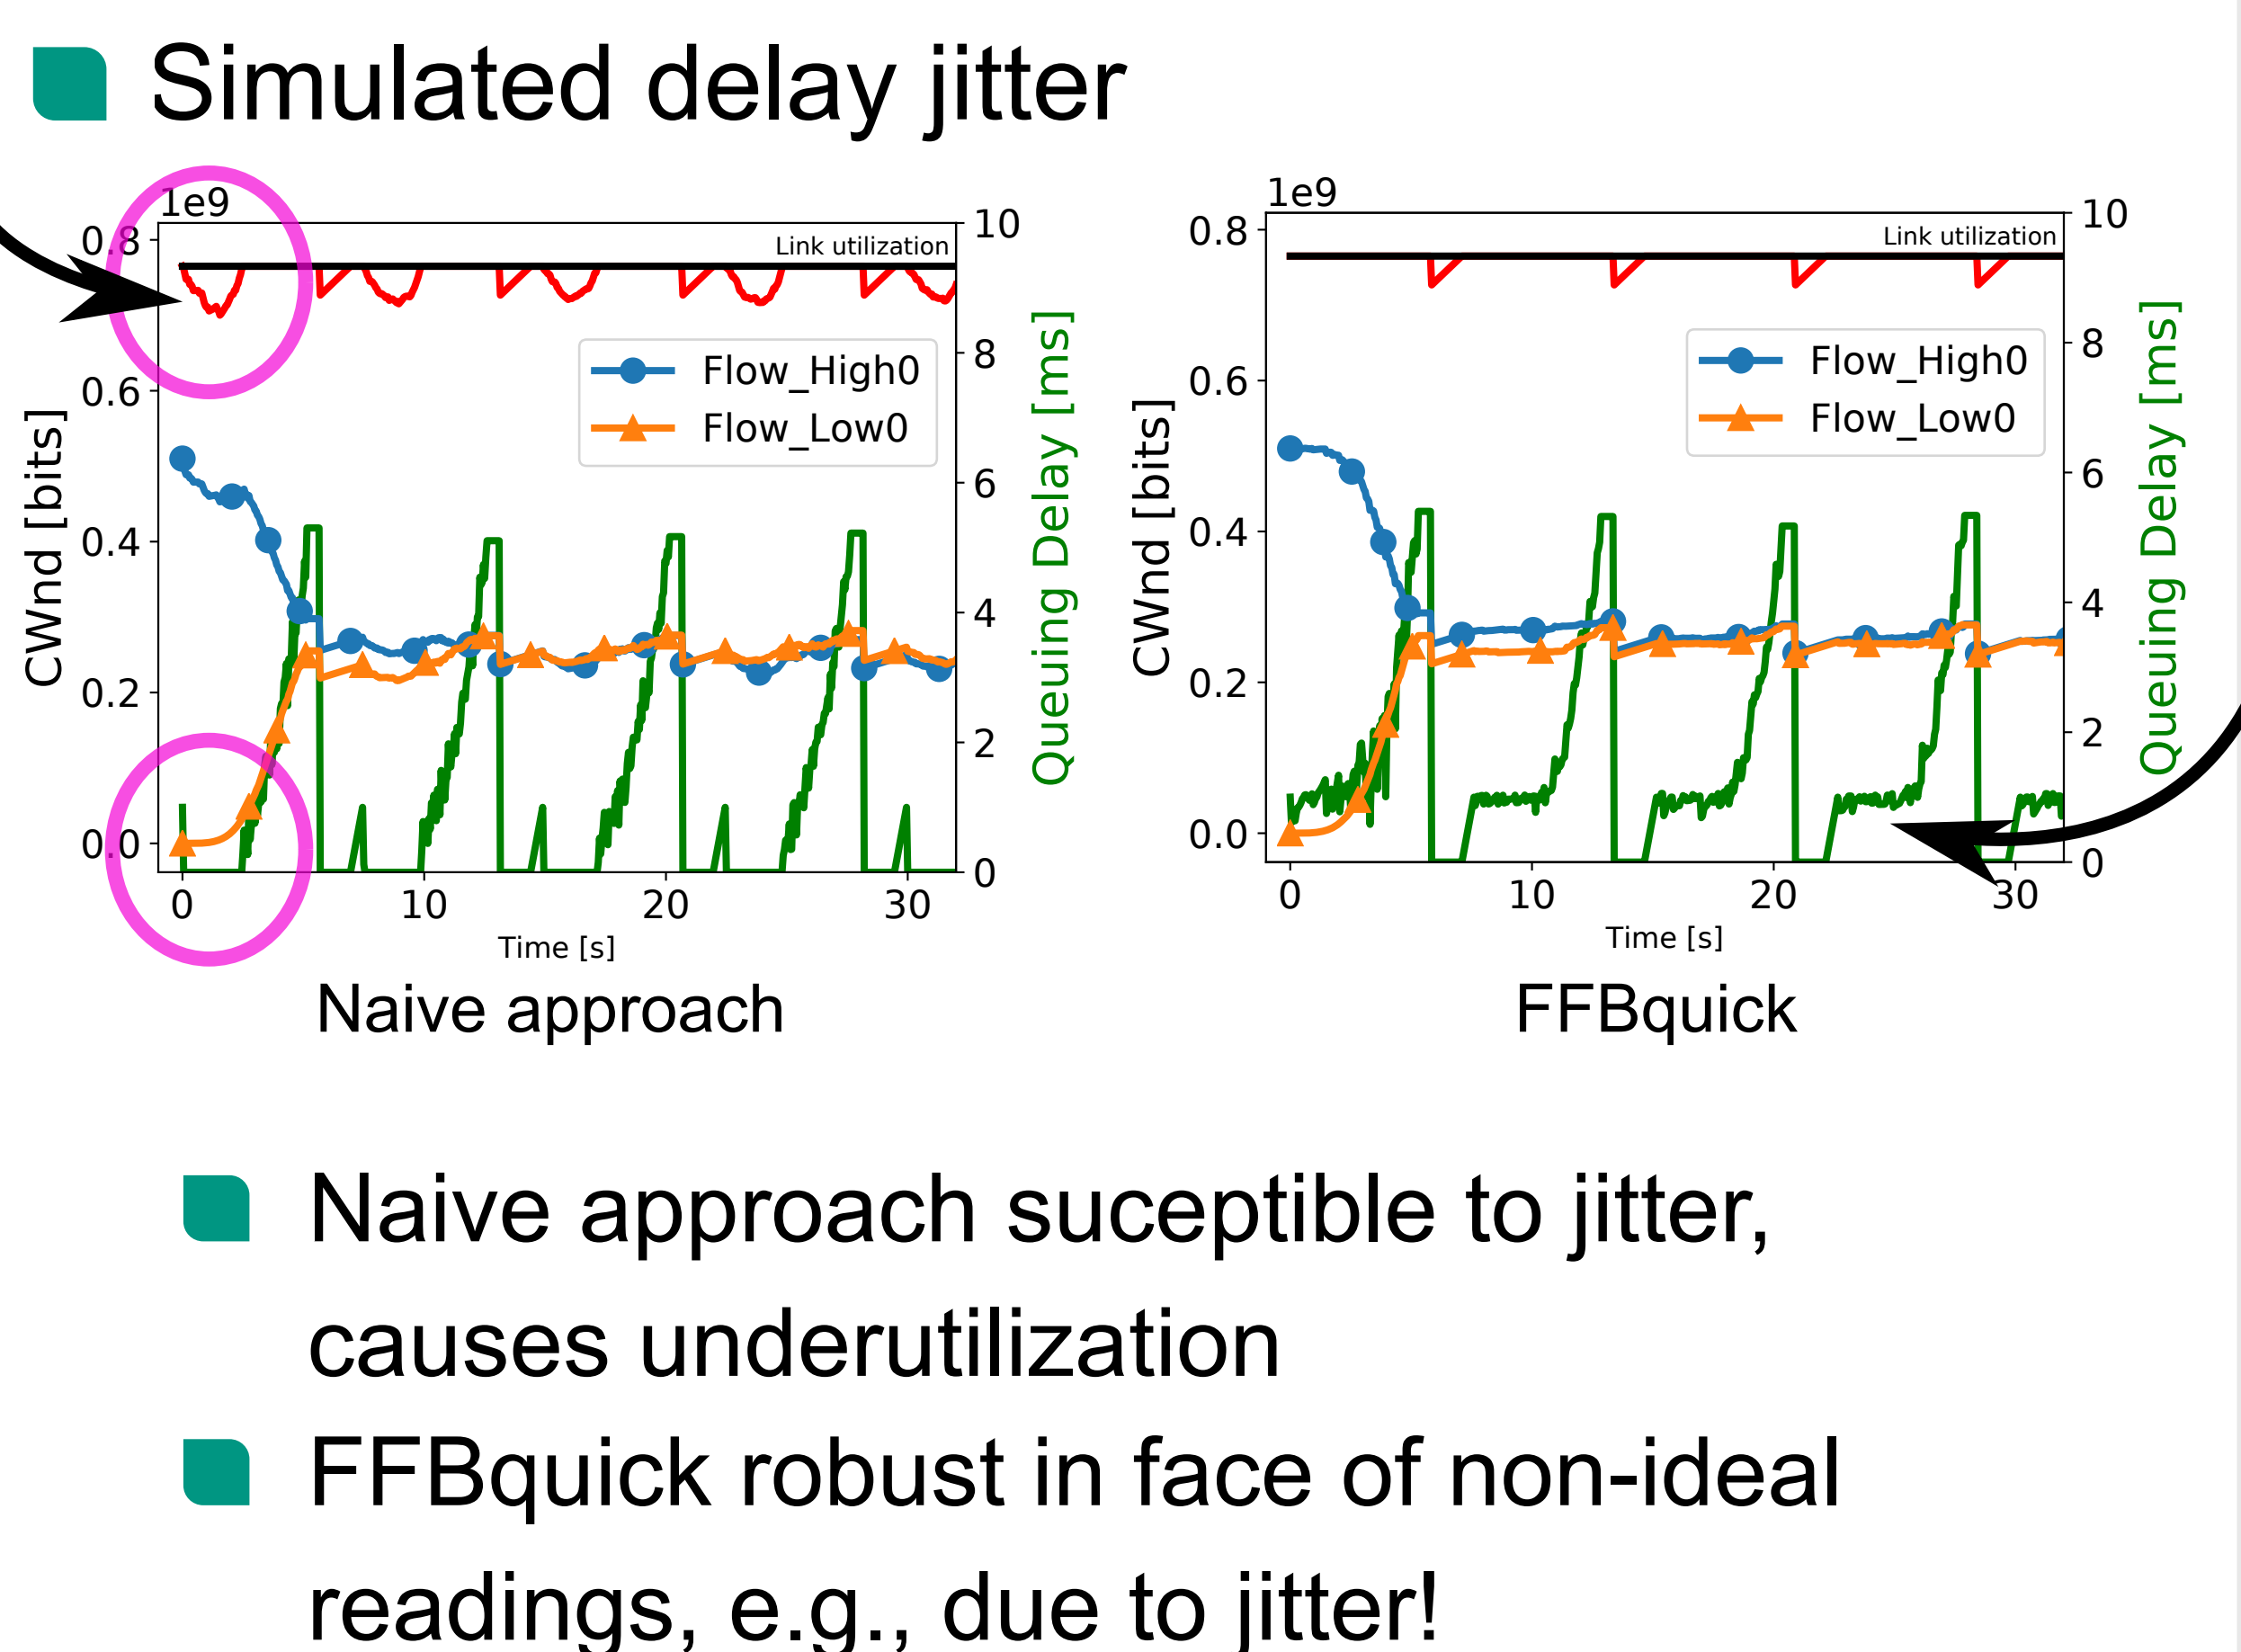 Simulated delay jitter
1e9
0.8
0.6
0.4
0.2
0.0
CWnd [bits]
Link utilization
Flow_High0
Flow_Low0
10
8
6
4
2
0
Queuing Delay [ms]
0 10 20 30
Time [s]
Naive approach
1e9
0.8
0.6
0.4
0.2
0.0
CWnd [bits]
Link utilization
Flow_High0
Flow_Low0
10
8
6
4
2
0
Queuing Delay [ms]
0 10 20 30
Time [s]
FFBquick
Naive approach suceptible to jitter,
causes underutilization
FFBquick robust in face of non-ideal
readings, e.g., due to jitter!